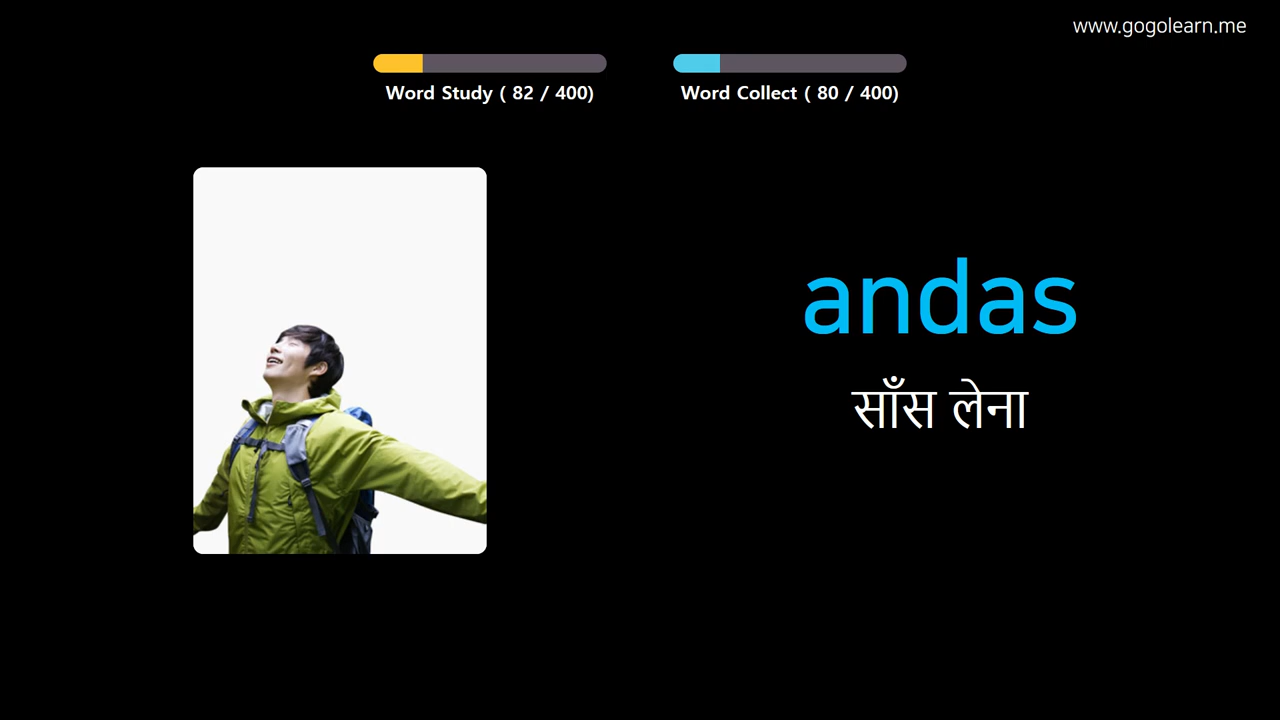 www.gogolearn.me
Word Study ( 82 / 400)
Word Collect ( 80 / 400)
andas
साँस लेना